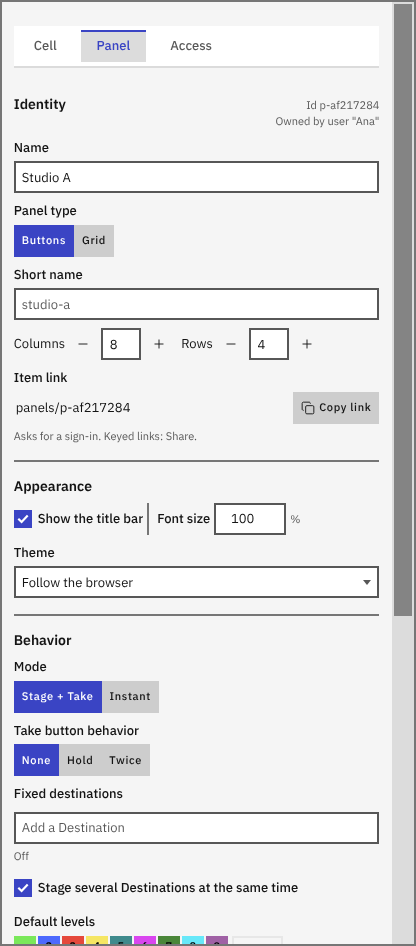 Cell Panel Access
Identity Id p-af217284
Owned by user "Ana"
Name
Studio A
Panel type
Buttons Grid
Short name
studio-a
Columns − 8 + Rows − 4 +
Item link
panels/p-af217284 Copy link
Asks for a sign-in. Keyed links: Share.
Appearance
Show the title bar Font size 100 %
Theme
Follow the browser
Behavior
Mode
Stage + Take Instant
Take button behavior
None Hold Twice
Fixed destinations
Add a Destination
Off
Stage several Destinations at the same time
Default levels